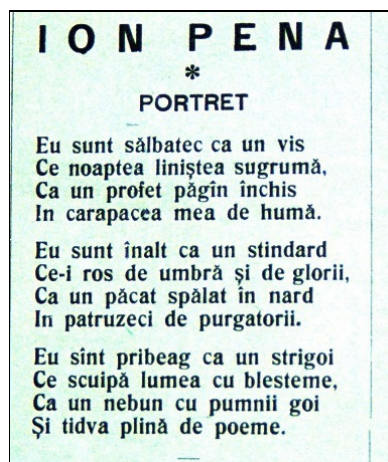 ION PENA
*
PORTRET
Eu sunt sălbatec ca un vis
Ce noaptea liniştea sugrumă,
Ca un profet păgîn închis
In carapacea mea de humă.
Eu sunt înalt ca un stindard
Ce-i ros de umbră şi de glorii,
Ca un păcat spălat in nard
In patruzeci de purgatorii.
Eu sînt pribeag ca un strigoi
Ce scuipă lumea cu blesteme,
Ca un nebun cu pumnii goi
Şi tidva plină de poeme.